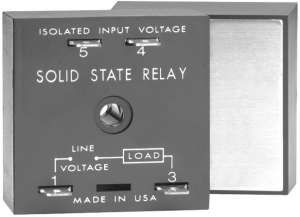 ISOLATED INPUT VOLTAGE
5 4
SOLID STATE RELAY
LINE
VOLTAGE
LOAD
1 3
MADE IN USA